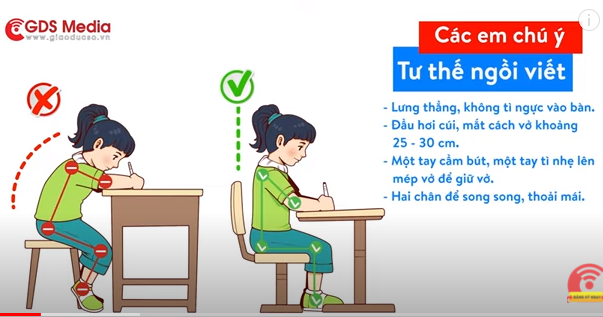 GDS Media
www.giaoducso.vn
Các em chú ý
Tư thế ngồi viết
- Lưng thẳng, không tì ngực vào bàn.
- Đầu hơi cúi, mắt cách vở khoảng
25 - 30 cm.
- Một tay cầm bút, một tay tì nhẹ lên
mép vở để giữ vở.
- Hai chân để song song, thoải mái.